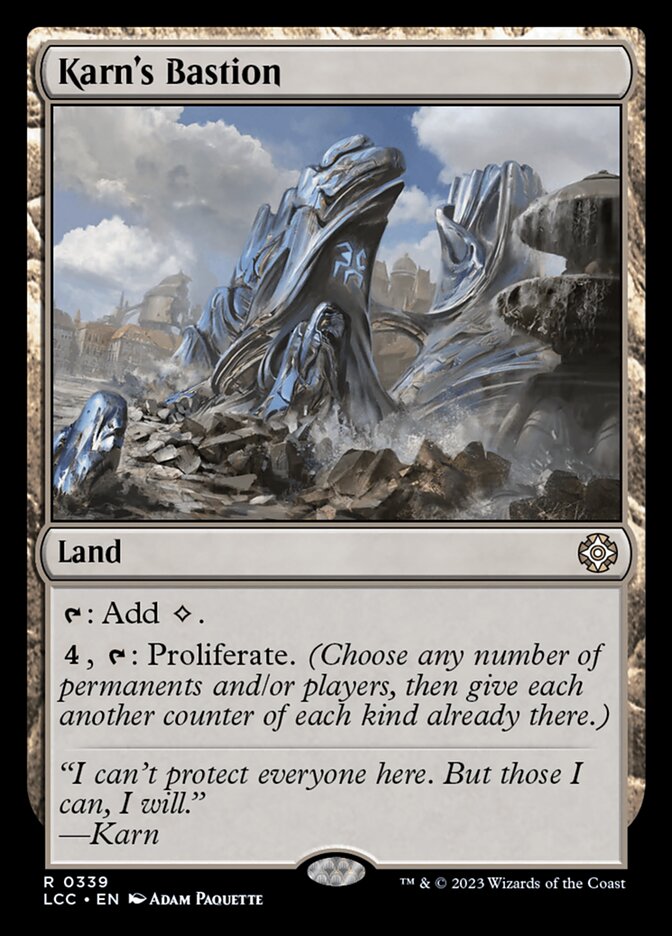 Karn's Bastion
Land
: Add .
4, : Proliferate. (Choose any number of
permanents and/or players, then give each
another counter of each kind already there.)
“I can’t protect everyone here. But those I
can, I will.”
—Karn
R 0339
LCC • EN Adam Paquette
™ & © 2023 Wizards of the Coast